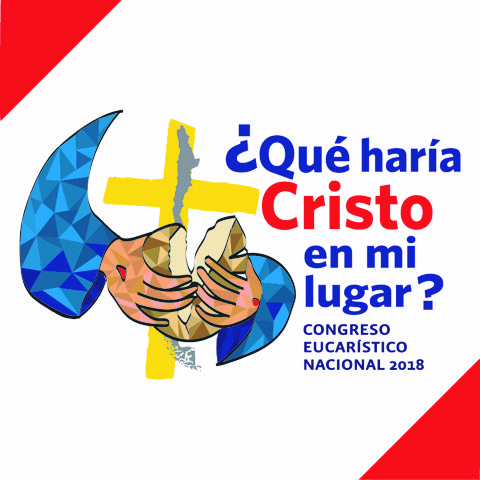 ¿Qué haría
Cristo
en mi
lugar?
CONGRESO
EUCARÍSTICO
NACIONAL 2018